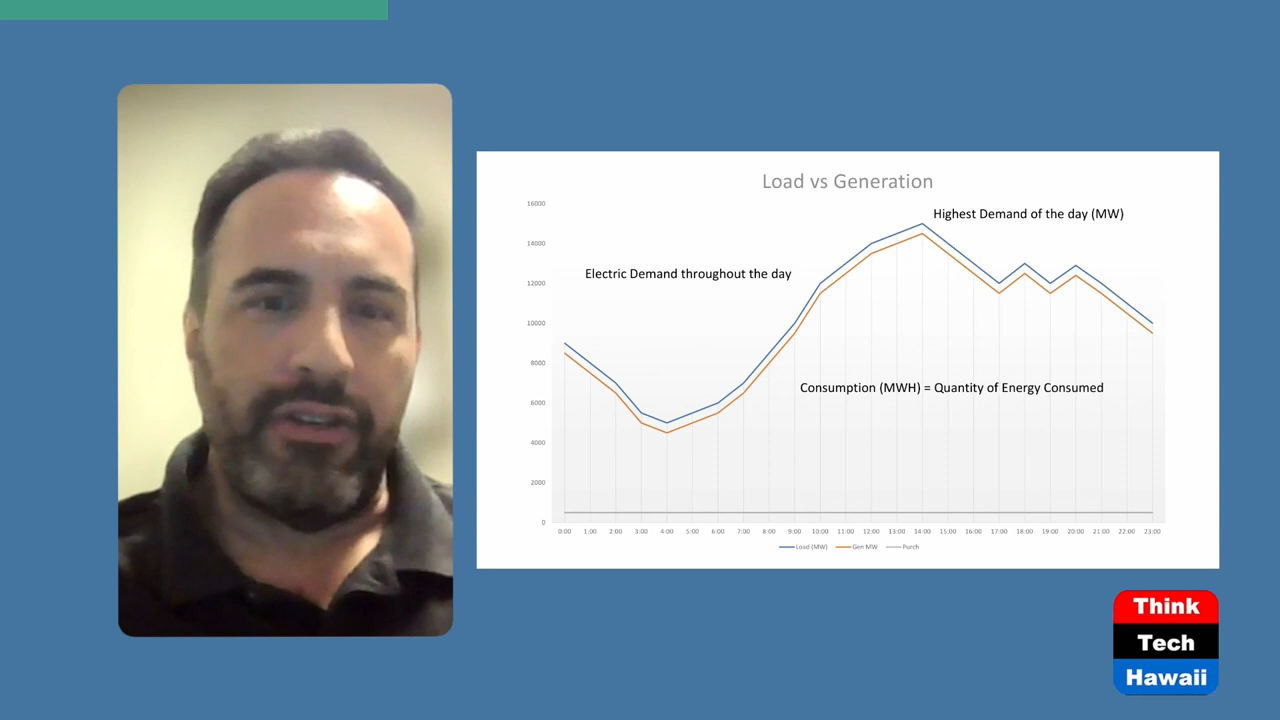 Load vs Generation
Highest Demand of the day (MW)
Electric Demand throughout the day
Consumption (MWH) = Quantity of Energy Consumed
16000
14000
12000
10000
8000
6000
4000
2000
0
0:00 1:00 2:00 3:00 4:00 5:00 6:00 7:00 8:00 9:00 10:00 11:00 12:00 13:00 14:00 15:00 16:00 17:00 18:00 19:00 20:00 21:00 22:00 23:00
Load (MW) Gen MW Purch
Think
Tech
Hawaii